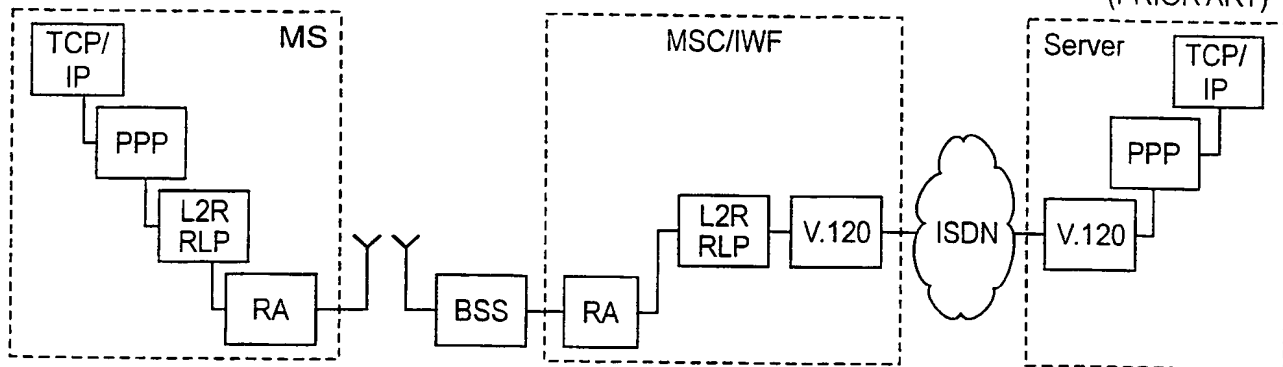 (PRIOR ART)
MS
TCP/
IP
PPP
L2R
RLP
RA
BSS
MSC/IWF
RA
L2R
RLP
V.120
ISDN
Server
TCP/
IP
PPP
V.120